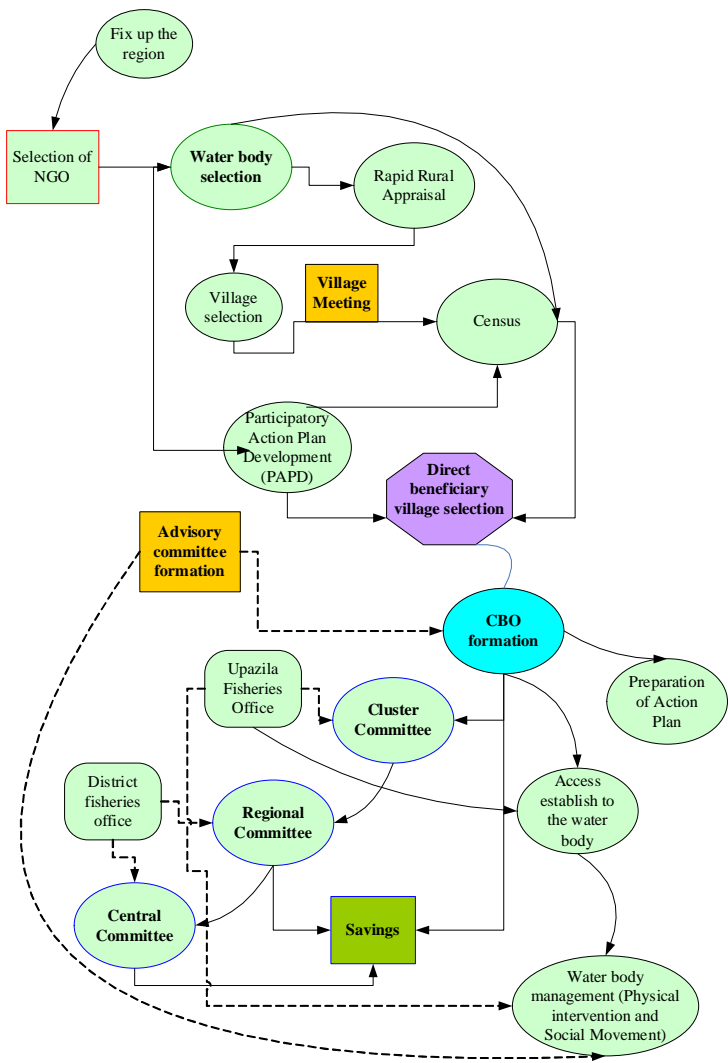 Fix up the
region
Selection of
NGO
Water body
selection
Rapid Rural
Appraisal
Village
selection
Village
Meeting
Census
Participatory
Action Plan
Development
(PAPD)
Direct
beneficiary
village selection
Advisory
committee
formation
CBO
formation
Upazila
Fisheries
Office
Cluster
Committee
Preparation
of Action
Plan
District
fisheries
office
Regional
Committee
Access
establish to
the water
body
Central
Committee
Savings
Water body
management (Physical
intervention and
Social Movement)